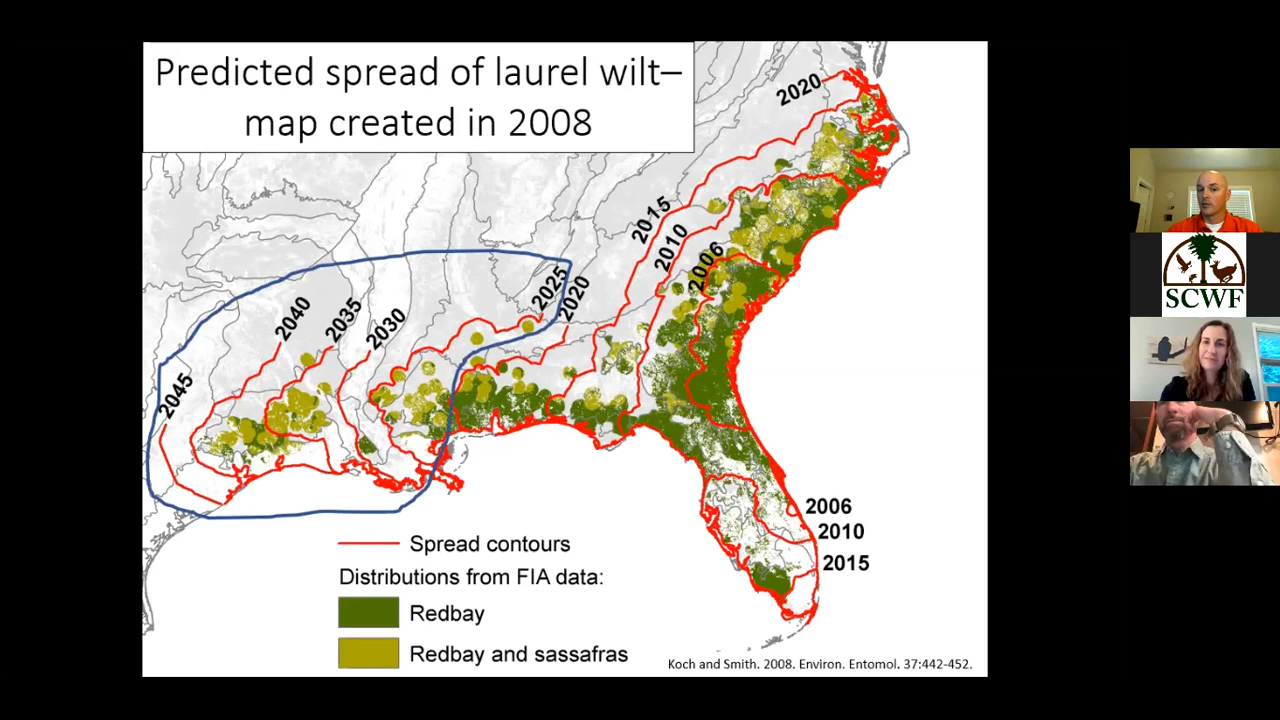 Predicted spread of laurel wilt–
map created in 2008
2020
2015
2010
2006
2025
2020
2040
2035
2030
2045
2006
2010
2015
Spread contours
Distributions from FIA data:
Redbay
Redbay and sassafras
Koch and Smith. 2008. Environ. Entomol. 37:442-452.
SCWF